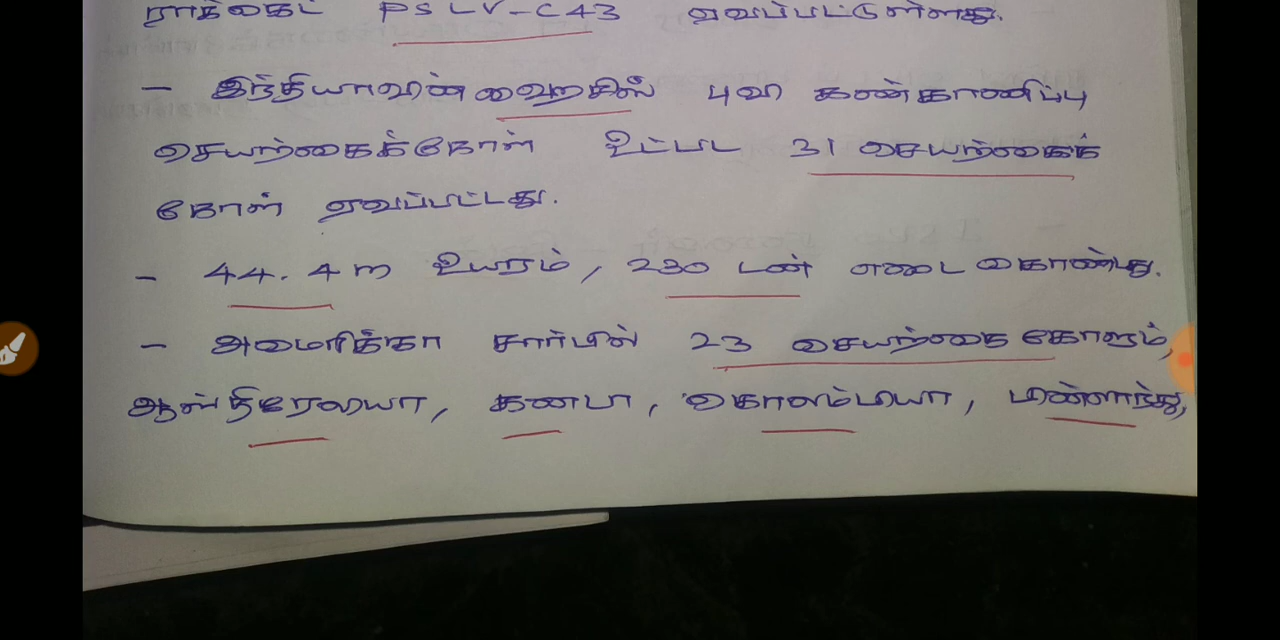 ராக்கெட் PSLV-C43 ஏவப்பட்டுள்ளது.
- இந்தியாவின் ஹைசிஸ் புவி கண்காணிப்பு
செயற்கைக்கோள் உட்பட 31 செயற்கைக்
கோள் ஏவப்பட்டது.
- 44.4 m உயரம், 230 டன் எடை கொண்டது.
- அமெரிக்கா சார்பில் 23 செயற்கை கோளும்,
ஆஸ்திரேலியா, கனடா, கொலம்பியா,